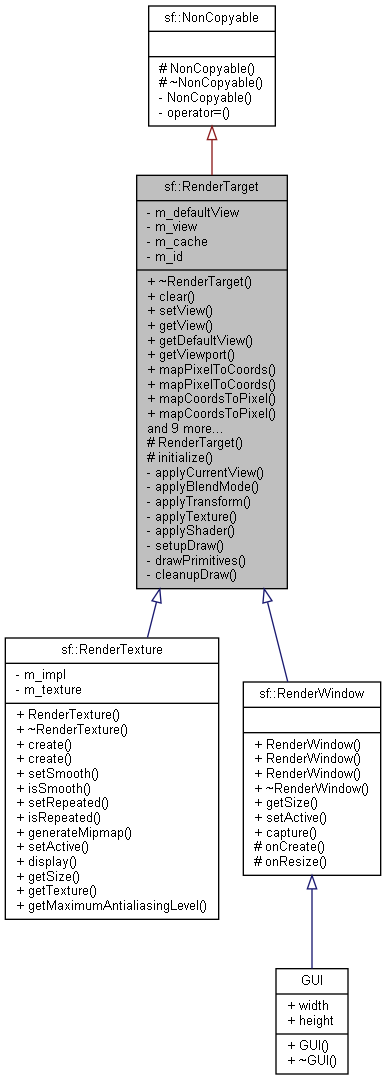 sf::NonCopyable
# NonCopyable()
# ~NonCopyable()
- NonCopyable()
- operator=()
sf::RenderTarget
- m_defaultView
- m_view
- m_cache
- m_id
+ ~RenderTarget()
+ clear()
+ setView()
+ getView()
+ getDefaultView()
+ getViewport()
+ mapPixelToCoords()
+ mapPixelToCoords()
+ mapCoordsToPixel()
+ mapCoordsToPixel()
and 9 more...
# RenderTarget()
# initialize()
- applyCurrentView()
- applyBlendMode()
- applyTransform()
- applyTexture()
- applyShader()
- setupDraw()
- drawPrimitives()
- cleanupDraw()
sf::RenderTexture
- m_impl
- m_texture
+ RenderTexture()
+ ~RenderTexture()
+ create()
+ create()
+ setSmooth()
+ isSmooth()
+ setRepeated()
+ isRepeated()
+ generateMipmap()
+ setActive()
+ display()
+ getSize()
+ getTexture()
+ getMaximumAntialiasingLevel()
sf::RenderWindow
+ RenderWindow()
+ RenderWindow()
+ RenderWindow()
+ ~RenderWindow()
+ getSize()
+ setActive()
+ capture()
# onCreate()
# onResize()
GUI
+ width
+ height
+ GUI()
+ ~GUI()